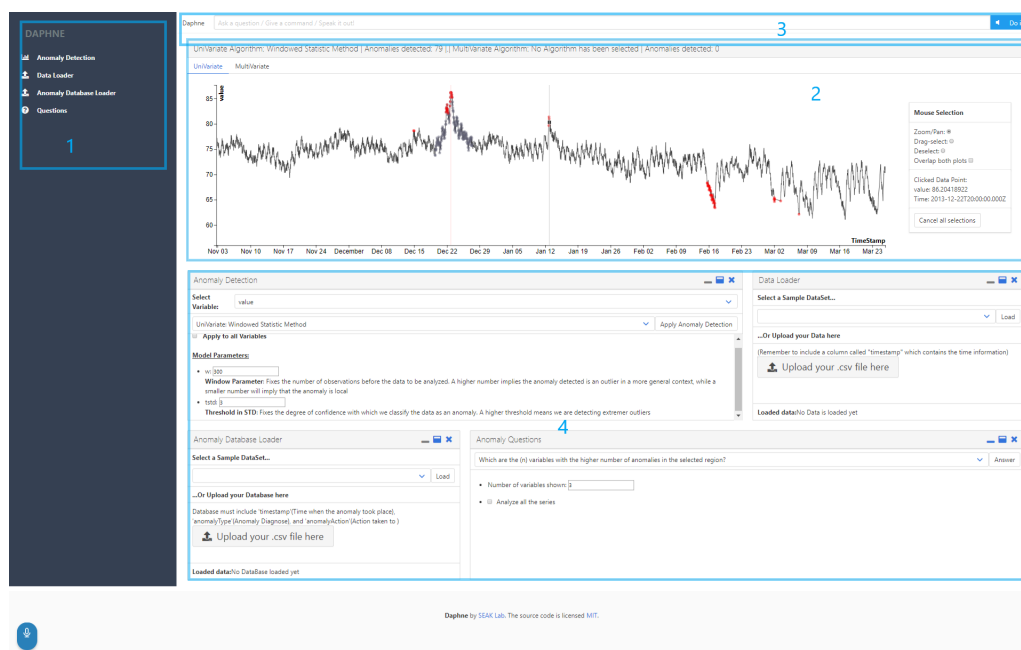 DAPHNE
Anomaly Detection
Data Loader
Anomaly Database Loader
Questions
1
Daphne Ask a question / Give a command / Speak it out!
3
UniVariate Algorithm: Windowed Statistic Method | Anomalies detected: 79 || MultiVariate Algorithm: No Algorithm has been selected | Anomalies detected: 0
UniVariate MultiVariate
2
value
85
80
75
70
65
60
TimeStamp
Nov 03 Nov 10 Nov 17 Nov 24 December Dec 08 Dec 15 Dec 22 Dec 29 Jan 05 Jan 12 Jan 19 Jan 26 Feb 02 Feb 09 Feb 16 Feb 23 Mar 02 Mar 09 Mar 16 Mar 23
Mouse Selection
Zoom/Pan:
Drag-select:
Deselect:
Overlap both plots
Clicked Data Point:
value: 86.20418922
Time: 2013-12-22T20:00:00.000Z
Cancel all selections
Anomaly Detection
Select
Variable:
value
UniVariate: Windowed Statistic Method Apply Anomaly Detection
Apply to all Variables
Model Parameters:
w: 300
Window Parameter: Fixes the number of observations before the data to be analyzed. A higher number implies the anomaly detected is an outlier in a more general context, while a
smaller number will imply that the anomaly is local
tstd: 3
Threshold in STD: Fixes the degree of confidence with which we classify the data as an anomaly. A higher threshold means we are detecting extremer outliers
Data Loader
Select a Sample DataSet...
Load
...Or Upload your Data here
(Remember to include a column called "timestamp" which contains the time information)
Upload your .csv file here
Loaded data:No Data is loaded yet
4
Anomaly Database Loader
Select a Sample DataSet...
Load
...Or Upload your Database here
Database must include 'timestamp'(Time when the anomaly took place),
'anomalyType'(Anomaly Diagnose), and 'anomalyAction'(Action taken to )
Upload your .csv file here
Loaded data:No DataBase loaded yet
Anomaly Questions
Which are the (n) variables with the higher number of anomalies in the selected region? Answer
Number of variables shown: 3
Analyze all the series
Daphne by SEAK Lab. The source code is licensed MIT.